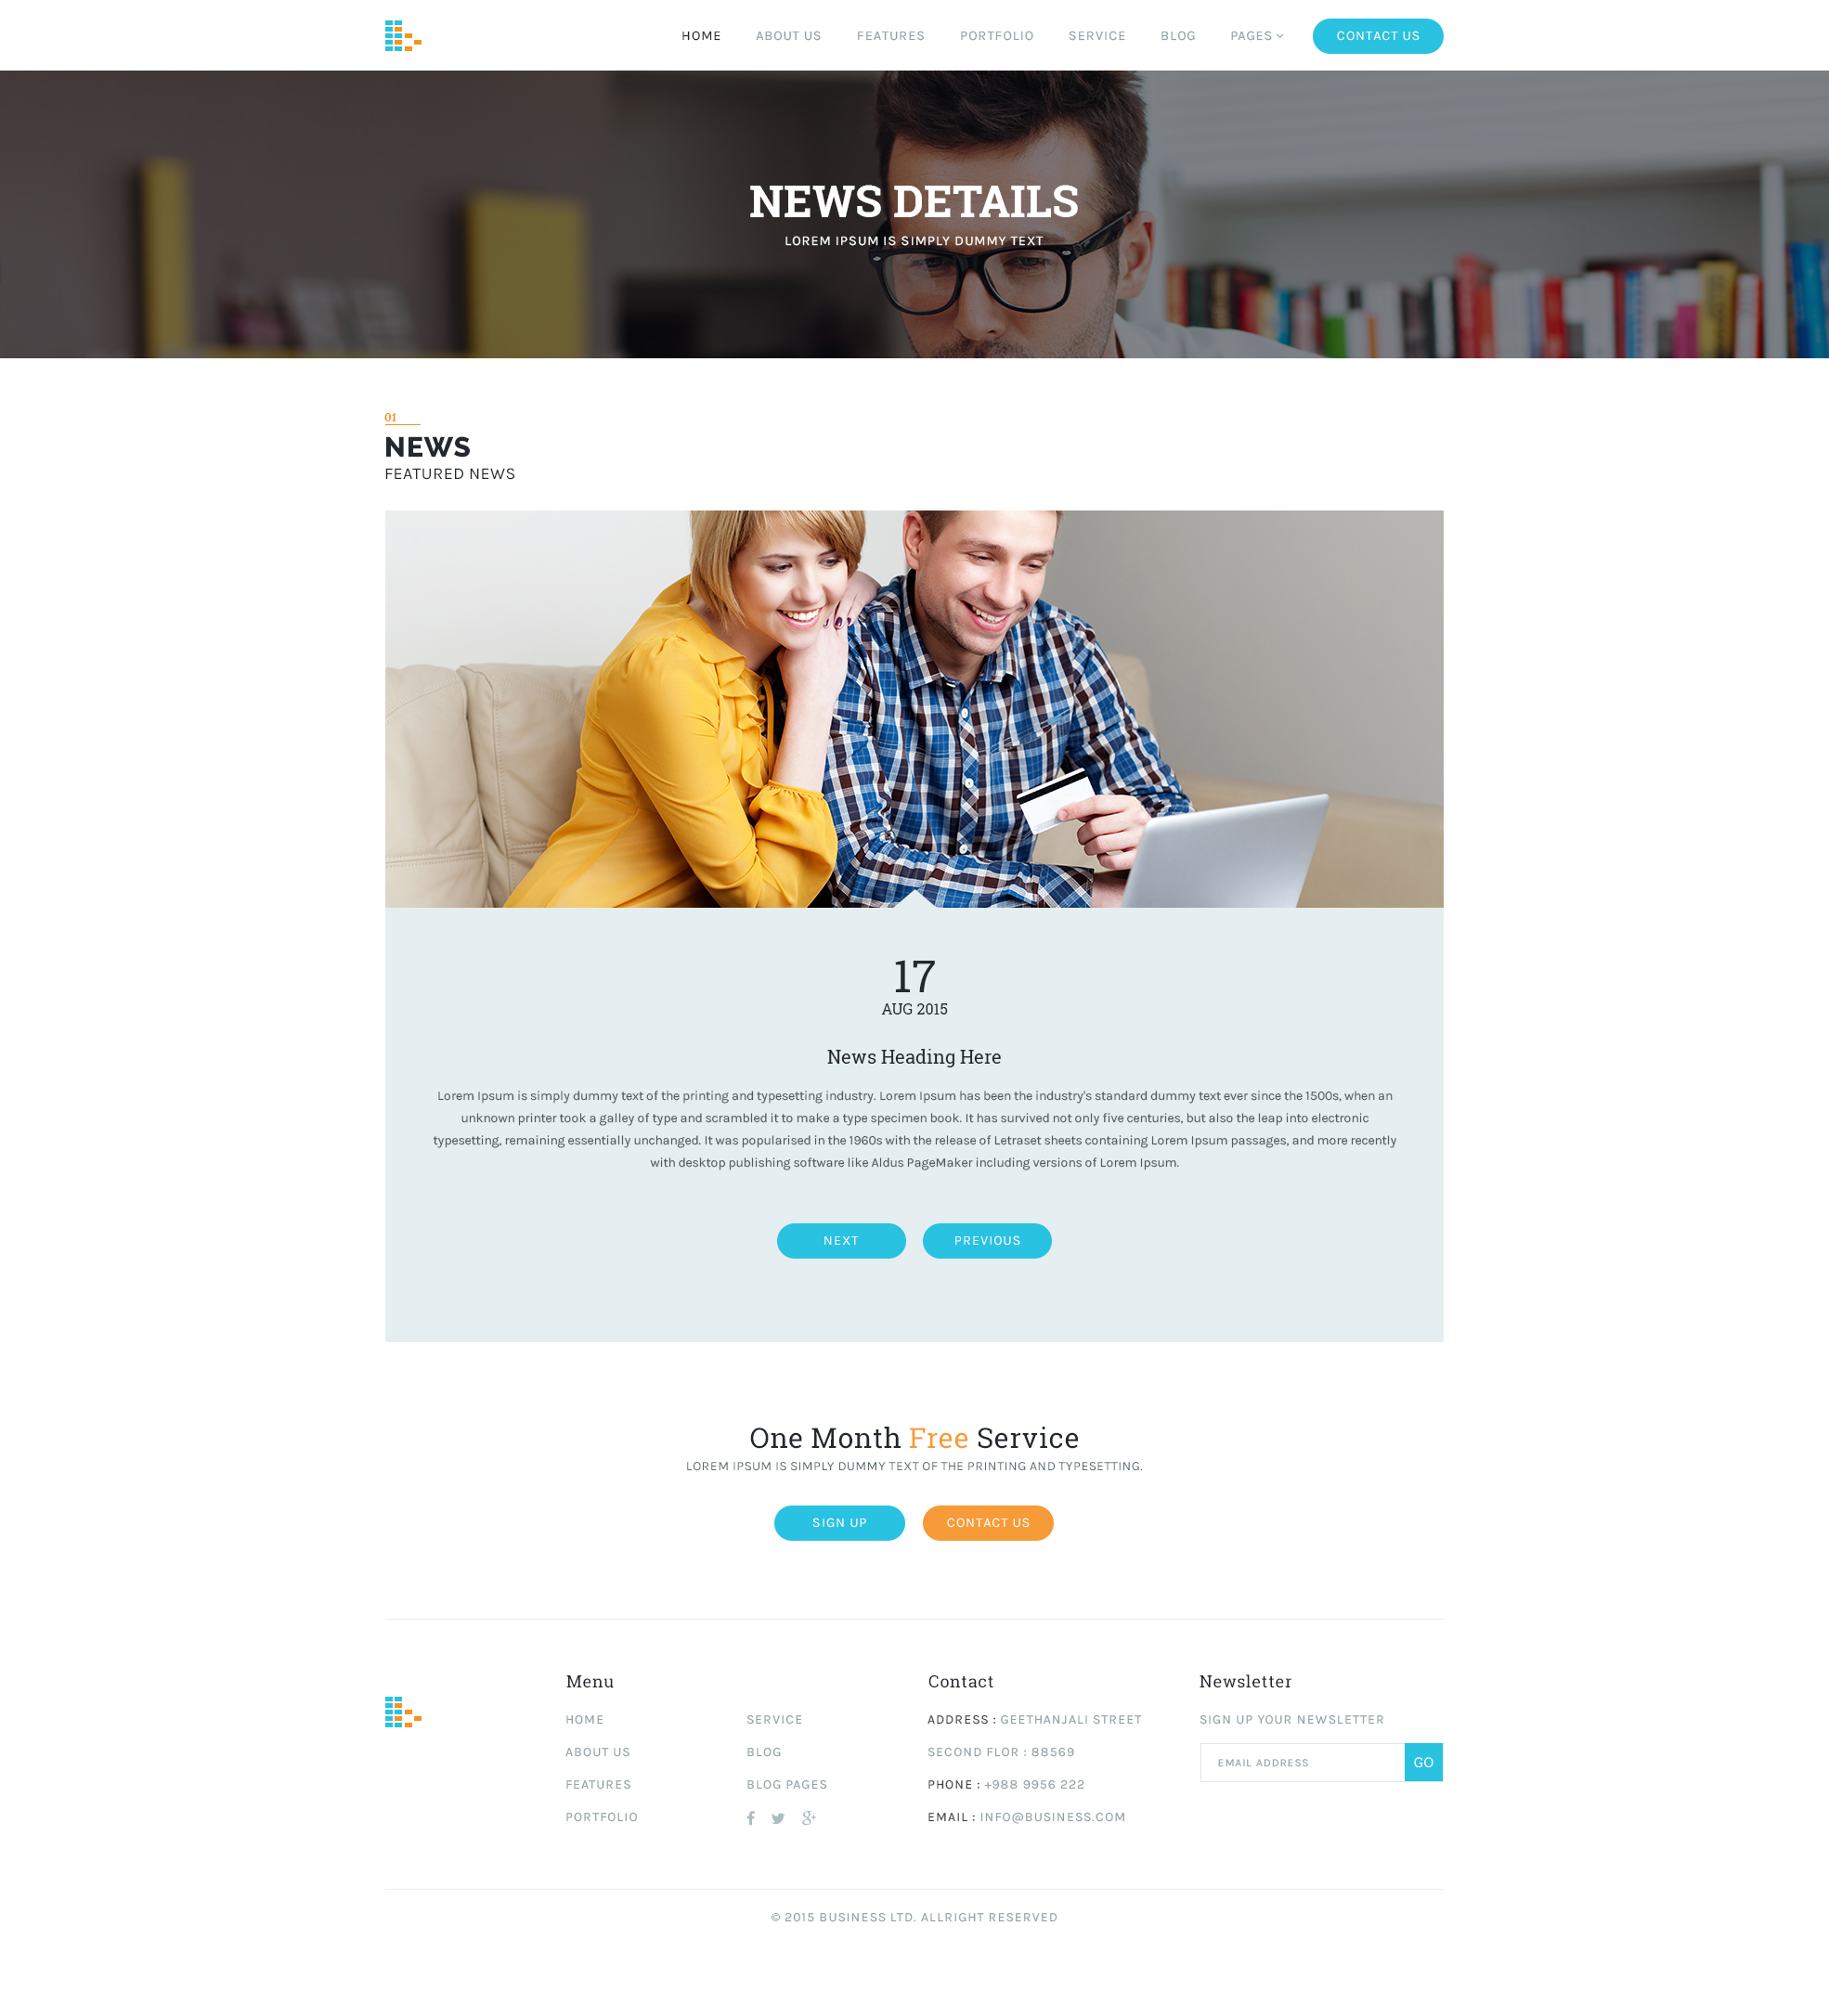 HOME ABOUT US FEATURES PORTFOLIO SERVICE BLOG PAGES CONTACT US
NEWS DETAILS
LOREM IPSUM IS SIMPLY DUMMY TEXT
01
NEWS
FEATURED NEWS
17
AUG 2015
News Heading Here
Lorem Ipsum is simply dummy text of the printing and typesetting industry. Lorem Ipsum has been the industry's standard dummy text ever since the 1500s, when an
unknown printer took a galley of type and scrambled it to make a type specimen book. It has survived not only five centuries, but also the leap into electronic
typesetting, remaining essentially unchanged. It was popularised in the 1960s with the release of Letraset sheets containing Lorem Ipsum passages, and more recently
with desktop publishing software like Aldus PageMaker including versions of Lorem Ipsum.
NEXT PREVIOUS
One Month Free Service
LOREM IPSUM IS SIMPLY DUMMY TEXT OF THE PRINTING AND TYPESETTING.
SIGN UP CONTACT US
Menu
HOME
ABOUT US
FEATURES
PORTFOLIO
SERVICE
BLOG
BLOG PAGES
Contact
ADDRESS : GEETHANJALI STREET
SECOND FLOR : 88569
PHONE : +988 9956 222
EMAIL : INFO@BUSINESS.COM
Newsletter
SIGN UP YOUR NEWSLETTER
EMAIL ADDRESS GO
© 2015 BUSINESS LTD. ALLRIGHT RESERVED